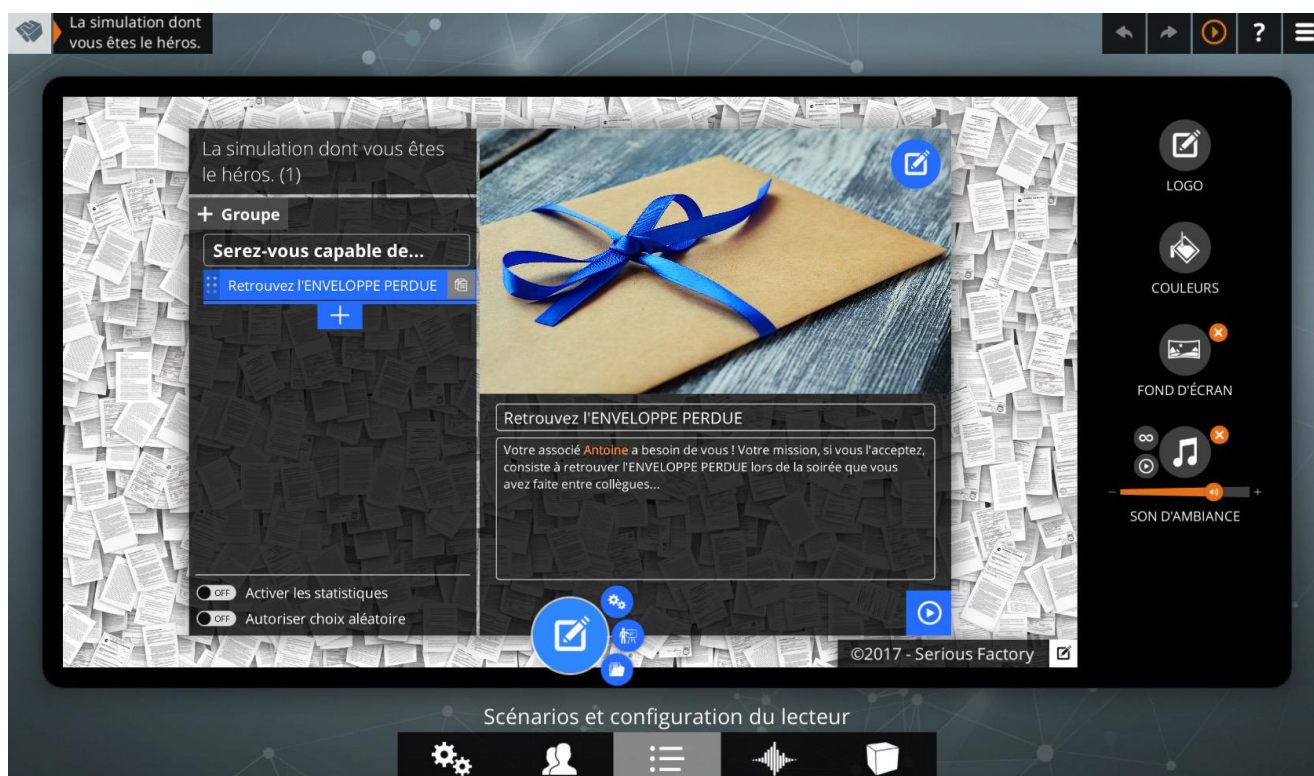 La simulation dont
vous êtes le héros.
?
La simulation dont vous êtes
le héros. (1)
+ Groupe
Serez-vous capable de...
Retrouvez l'ENVELOPPE PERDUE
+
Retrouvez l'ENVELOPPE PERDUE
Votre associé Antoine a besoin de vous ! Votre mission, si vous l'acceptez,
consiste à retrouver l'ENVELOPPE PERDUE lors de la soirée que vous
avez faite entre collègues...
OFF Activer les statistiques
OFF Autoriser choix aléatoire
©2017 - Serious Factory
LOGO
COULEURS
FOND D'ÉCRAN
- +
SON D'AMBIANCE
Scénarios et configuration du lecteur